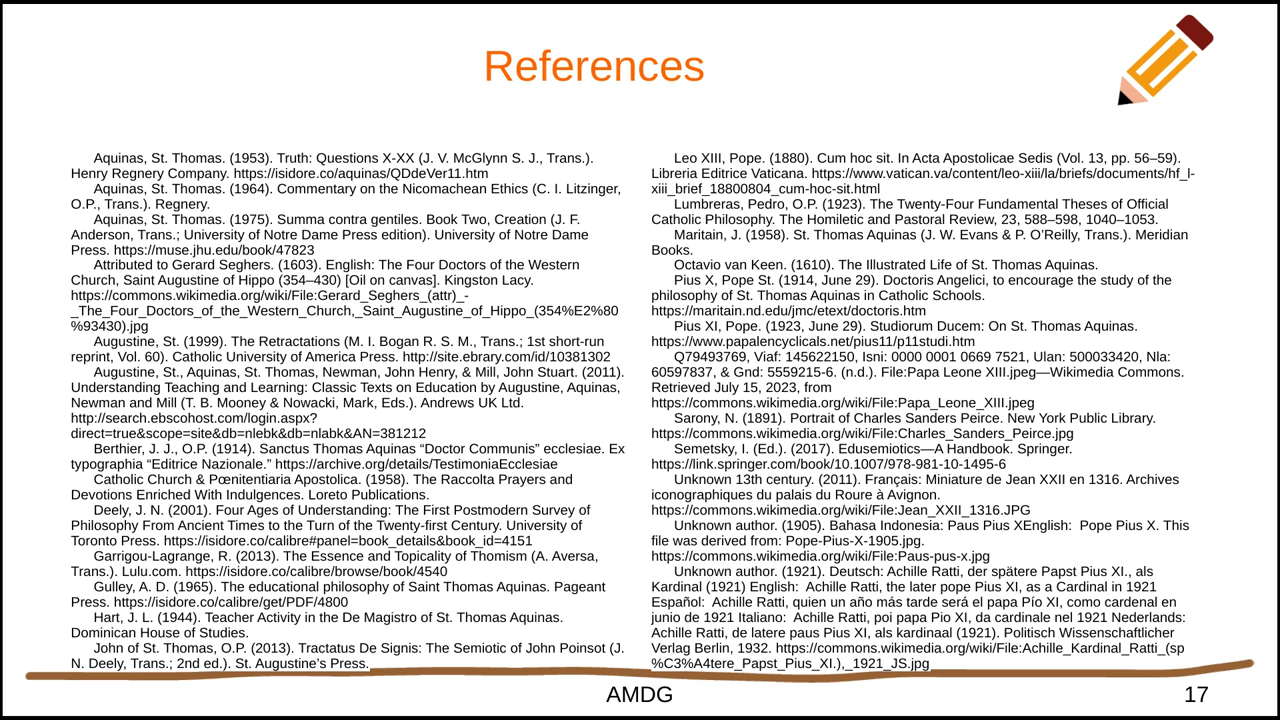 References
Aquinas, St. Thomas. (1953). Truth: Questions X-XX (J. V. McGlynn S. J., Trans.).
Henry Regnery Company. https://isidore.co/aquinas/QDdeVer11.htm
Aquinas, St. Thomas. (1964). Commentary on the Nicomachean Ethics (C. I. Litzinger,
O.P., Trans.). Regnery.
Aquinas, St. Thomas. (1975). Summa contra gentiles. Book Two, Creation (J. F.
Anderson, Trans.; University of Notre Dame Press edition). University of Notre Dame
Press. https://muse.jhu.edu/book/47823
Attributed to Gerard Seghers. (1603). English: The Four Doctors of the Western
Church, Saint Augustine of Hippo (354–430) [Oil on canvas]. Kingston Lacy.
https://commons.wikimedia.org/wiki/File:Gerard_Seghers_(attr)_-
_The_Four_Doctors_of_the_Western_Church,_Saint_Augustine_of_Hippo_(354%E2%80
%93430).jpg
Augustine, St. (1999). The Retractations (M. I. Bogan R. S. M., Trans.; 1st short-run
reprint, Vol. 60). Catholic University of America Press. http://site.ebrary.com/id/10381302
Augustine, St., Aquinas, St. Thomas, Newman, John Henry, & Mill, John Stuart. (2011).
Understanding Teaching and Learning: Classic Texts on Education by Augustine, Aquinas,
Newman and Mill (T. B. Mooney & Nowacki, Mark, Eds.). Andrews UK Ltd.
http://search.ebscohost.com/login.aspx?
direct=true&scope=site&db=nlebk&db=nlabk&AN=381212
Berthier, J. J., O.P. (1914). Sanctus Thomas Aquinas “Doctor Communis” ecclesiae. Ex
typographia “Editrice Nazionale.” https://archive.org/details/TestimoniaEcclesiae
Catholic Church & Pœnitentiaria Apostolica. (1958). The Raccolta Prayers and
Devotions Enriched With Indulgences. Loreto Publications.
Deely, J. N. (2001). Four Ages of Understanding: The First Postmodern Survey of
Philosophy From Ancient Times to the Turn of the Twenty-first Century. University of
Toronto Press. https://isidore.co/calibre#panel=book_details&book_id=4151
Garrigou-Lagrange, R. (2013). The Essence and Topicality of Thomism (A. Aversa,
Trans.). Lulu.com. https://isidore.co/calibre/browse/book/4540
Gulley, A. D. (1965). The educational philosophy of Saint Thomas Aquinas. Pageant
Press. https://isidore.co/calibre/get/PDF/4800
Hart, J. L. (1944). Teacher Activity in the De Magistro of St. Thomas Aquinas.
Dominican House of Studies.
John of St. Thomas, O.P. (2013). Tractatus De Signis: The Semiotic of John Poinsot (J.
N. Deely, Trans.; 2nd ed.). St. Augustine’s Press.
Leo XIII, Pope. (1880). Cum hoc sit. In Acta Apostolicae Sedis (Vol. 13, pp. 56–59).
Libreria Editrice Vaticana. https://www.vatican.va/content/leo-xiii/la/briefs/documents/hf_l-
xiii_brief_18800804_cum-hoc-sit.html
Lumbreras, Pedro, O.P. (1923). The Twenty-Four Fundamental Theses of Official
Catholic Philosophy. The Homiletic and Pastoral Review, 23, 588–598, 1040–1053.
Maritain, J. (1958). St. Thomas Aquinas (J. W. Evans & P. O’Reilly, Trans.). Meridian
Books.
Octavio van Keen. (1610). The Illustrated Life of St. Thomas Aquinas.
Pius X, Pope St. (1914, June 29). Doctoris Angelici, to encourage the study of the
philosophy of St. Thomas Aquinas in Catholic Schools.
https://maritain.nd.edu/jmc/etext/doctoris.htm
Pius XI, Pope. (1923, June 29). Studiorum Ducem: On St. Thomas Aquinas.
https://www.papalencyclicals.net/pius11/p11studi.htm
Q79493769, Viaf: 145622150, Isni: 0000 0001 0669 7521, Ulan: 500033420, Nla:
60597837, & Gnd: 5559215-6. (n.d.). File:Papa Leone XIII.jpeg—Wikimedia Commons.
Retrieved July 15, 2023, from
https://commons.wikimedia.org/wiki/File:Papa_Leone_XIII.jpeg
Sarony, N. (1891). Portrait of Charles Sanders Peirce. New York Public Library.
https://commons.wikimedia.org/wiki/File:Charles_Sanders_Peirce.jpg
Semetsky, I. (Ed.). (2017). Edusemiotics—A Handbook. Springer.
https://link.springer.com/book/10.1007/978-981-10-1495-6
Unknown 13th century. (2011). Français: Miniature de Jean XXII en 1316. Archives
iconographiques du palais du Roure à Avignon.
https://commons.wikimedia.org/wiki/File:Jean_XXII_1316.JPG
Unknown author. (1905). Bahasa Indonesia: Paus Pius XEnglish:  Pope Pius X. This
file was derived from: Pope-Pius-X-1905.jpg.
https://commons.wikimedia.org/wiki/File:Paus-pus-x.jpg
Unknown author. (1921). Deutsch: Achille Ratti, der spätere Papst Pius XI., als
Kardinal (1921) English:  Achille Ratti, the later pope Pius XI, as a Cardinal in 1921
Español:  Achille Ratti, quien un año más tarde será el papa Pío XI, como cardenal en
junio de 1921 Italiano:  Achille Ratti, poi papa Pio XI, da cardinale nel 1921 Nederlands:
Achille Ratti, de latere paus Pius XI, als kardinaal (1921). Politisch Wissenschaftlicher
Verlag Berlin, 1932. https://commons.wikimedia.org/wiki/File:Achille_Kardinal_Ratti_(sp
%C3%A4tere_Papst_Pius_XI.),_1921_JS.jpg
AMDG
17